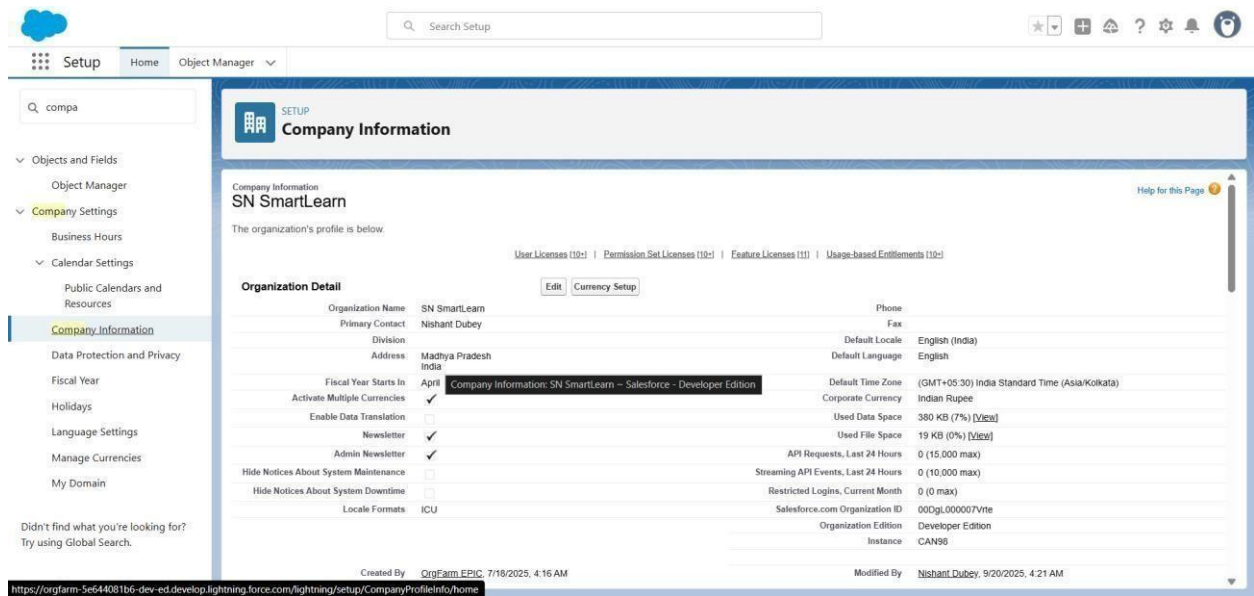 Search Setup
Setup
Home
Object Manager
compa
Objects and Fields
Object Manager
Company Settings
Business Hours
Calendar Settings
Public Calendars and
Resources
Company Information
Data Protection and Privacy
Fiscal Year
Holidays
Language Settings
Manage Currencies
My Domain
Didn't find what you're looking for?
Try using Global Search.
SETUP
Company Information
Company Information
SN SmartLearn
Help for this Page
The organization's profile is below.
User Licenses [10+] | Permission Set Licenses [10+] | Feature Licenses [11] | Usage-based Entitlements [10+]
Organization Detail Edit Currency Setup
Organization Name SN SmartLearn Phone
Primary Contact Nishant Dubey Fax
Division Default Locale English (India)
Address Madhya Pradesh Default Language English
India
Fiscal Year Starts In April Company Information: SN SmartLearn ~ Salesforce - Developer Edition Default Time Zone (GMT+05:30) India Standard Time (Asia/Kolkata)
Activate Multiple Currencies ✓ Corporate Currency Indian Rupee
Enable Data Translation Used Data Space 380 KB (7%) [View]
Newsletter ✓ Used File Space 19 KB (0%) [View]
Admin Newsletter ✓ API Requests, Last 24 Hours 0 (15,000 max)
Hide Notices About System Maintenance Streaming API Events, Last 24 Hours 0 (10,000 max)
Hide Notices About System Downtime Restricted Logins, Current Month 0 (0 max)
Locale Formats ICU Salesforce.com Organization ID 00DgL000007Vrte
Organization Edition Developer Edition
Instance CAN98
Created By OrgFarm EPIC, 7/18/2025, 4:16 AM Modified By Nishant Dubey, 9/20/2025, 4:21 AM
https://orgfarm-5e644081b6-dev-ed.develop.lightning.force.com/lightning/setup/CompanyProfileInfo/home